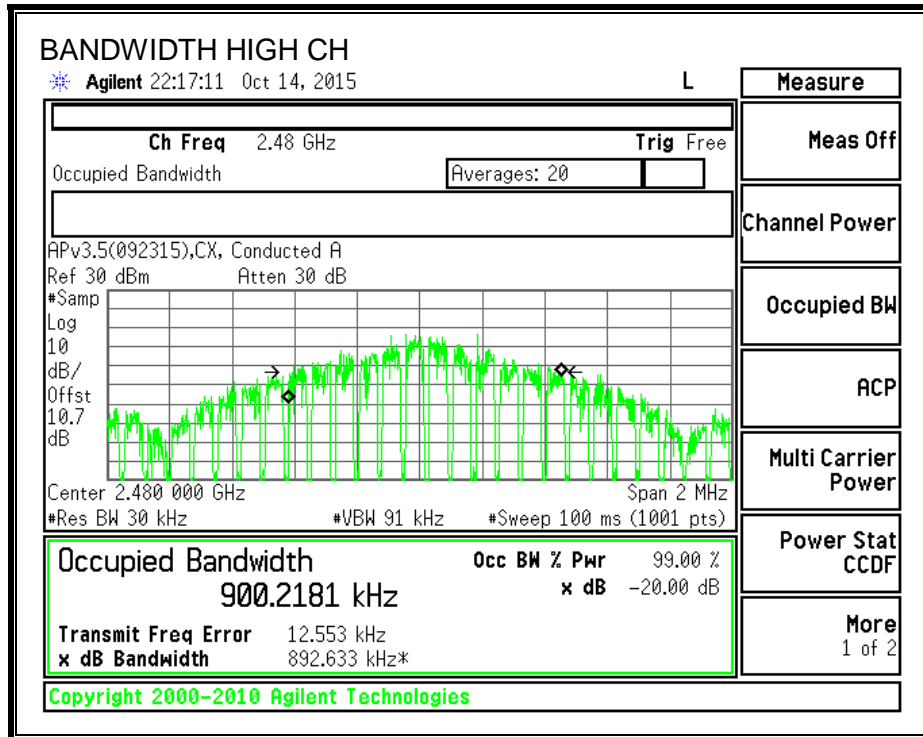 BANDWIDTH HIGH CH
Agilent 22:17:11 Oct 14, 2015 L
Measure
Ch Freq 2.48 GHz Trig Free
Meas Off
Occupied Bandwidth Averages: 20
Channel Power
APv3.5(092315),CX, Conducted A
Ref 30 dBm Atten 30 dB
#Samp
Log
10
dB/
Offst
10.7
dB
Occupied BW
ACP
Multi Carrier
Power
Center 2.480 000 GHz Span 2 MHz
#Res BW 30 kHz #VBW 91 kHz #Sweep 100 ms (1001 pts)
Power Stat
CCDF
Occupied Bandwidth Occ BW % Pwr 99.00 %
900.2181 kHz x dB -20.00 dB
More
1 of 2
Transmit Freq Error 12.553 kHz
x dB Bandwidth 892.633 kHz*
Copyright 2000-2010 Agilent Technologies